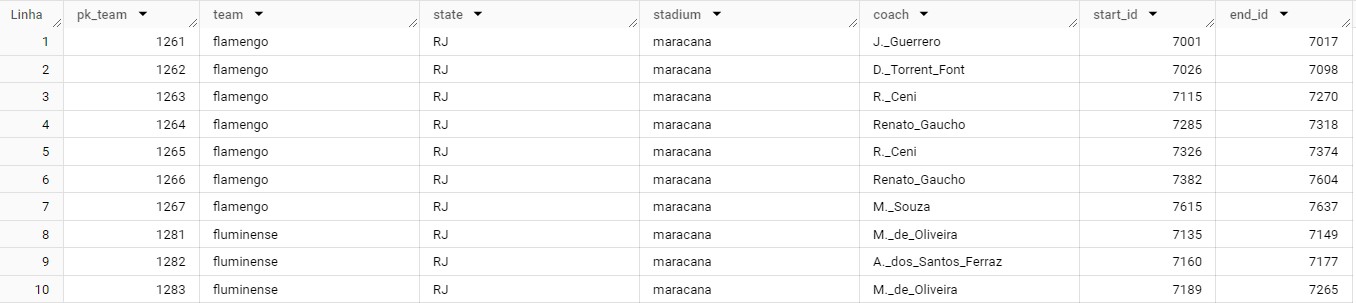 Linha pk_team team state stadium coach start_id end_id
1 1261 flamengo RJ maracana J._Guerrero 7001 7017
2 1262 flamengo RJ maracana D._Torrent_Font 7026 7098
3 1263 flamengo RJ maracana R._Ceni 7115 7270
4 1264 flamengo RJ maracana Renato_Gaucho 7285 7318
5 1265 flamengo RJ maracana R._Ceni 7326 7374
6 1266 flamengo RJ maracana Renato_Gaucho 7382 7604
7 1267 flamengo RJ maracana M._Souza 7615 7637
8 1281 fluminense RJ maracana M._de_Oliveira 7135 7149
9 1282 fluminense RJ maracana A._dos_Santos_Ferraz 7160 7177
10 1283 fluminense RJ maracana M._de_Oliveira 7189 7265